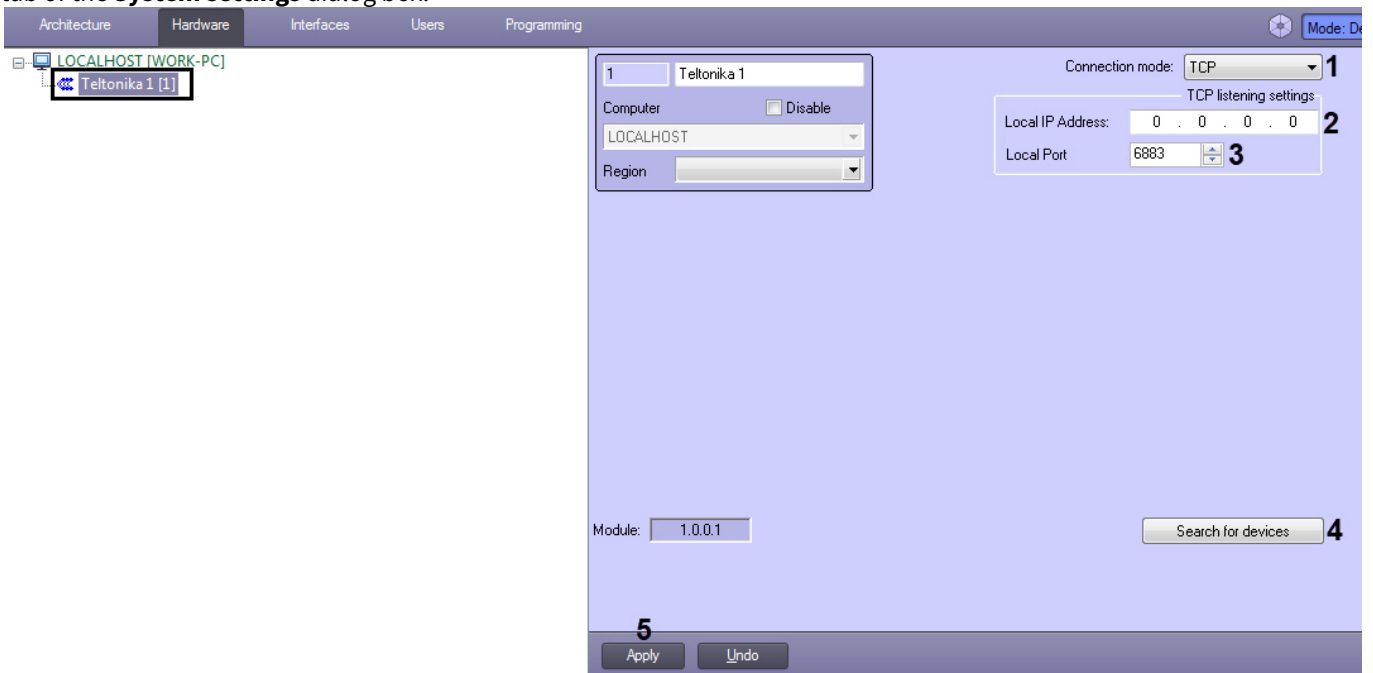 tab of the System settings dialog box.
Architecture Hardware Interfaces Users Programming Mode: De
LOCALHOST [WORK-PC]
Teltonika 1 [1]
1 Teltonika 1
Computer Disable
LOCALHOST
Region
Connection mode: TCP 1
TCP listening settings
Local IP Address: 0 . 0 . 0 . 0 2
Local Port 6883 3
Module: 1.0.0.1
Search for devices 4
5
Apply Undo